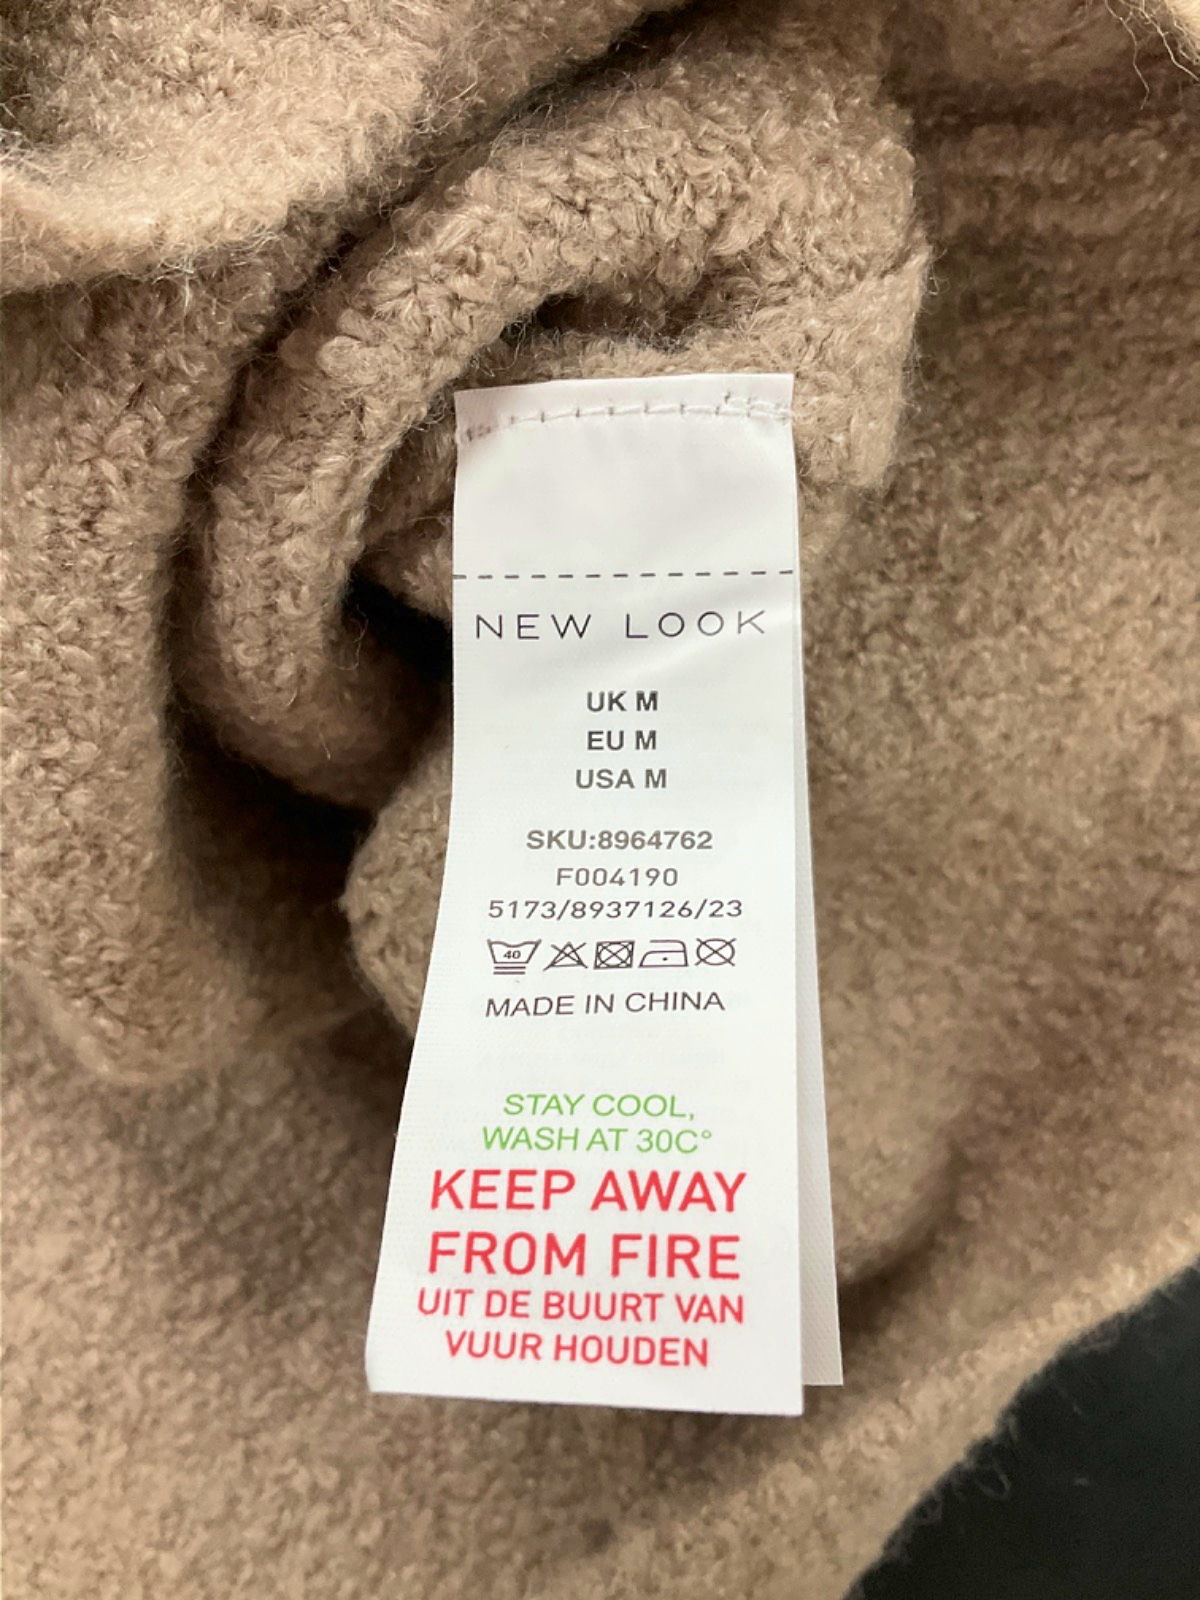 NEW LOOK
UK M
EU M
USA M
SKU:8964762
F004190
5173/8937126/23
40
MADE IN CHINA
STAY COOL,
WASH AT 30C°
KEEP AWAY
FROM FIRE
UIT DE BUURT VAN
VUUR HOUDEN